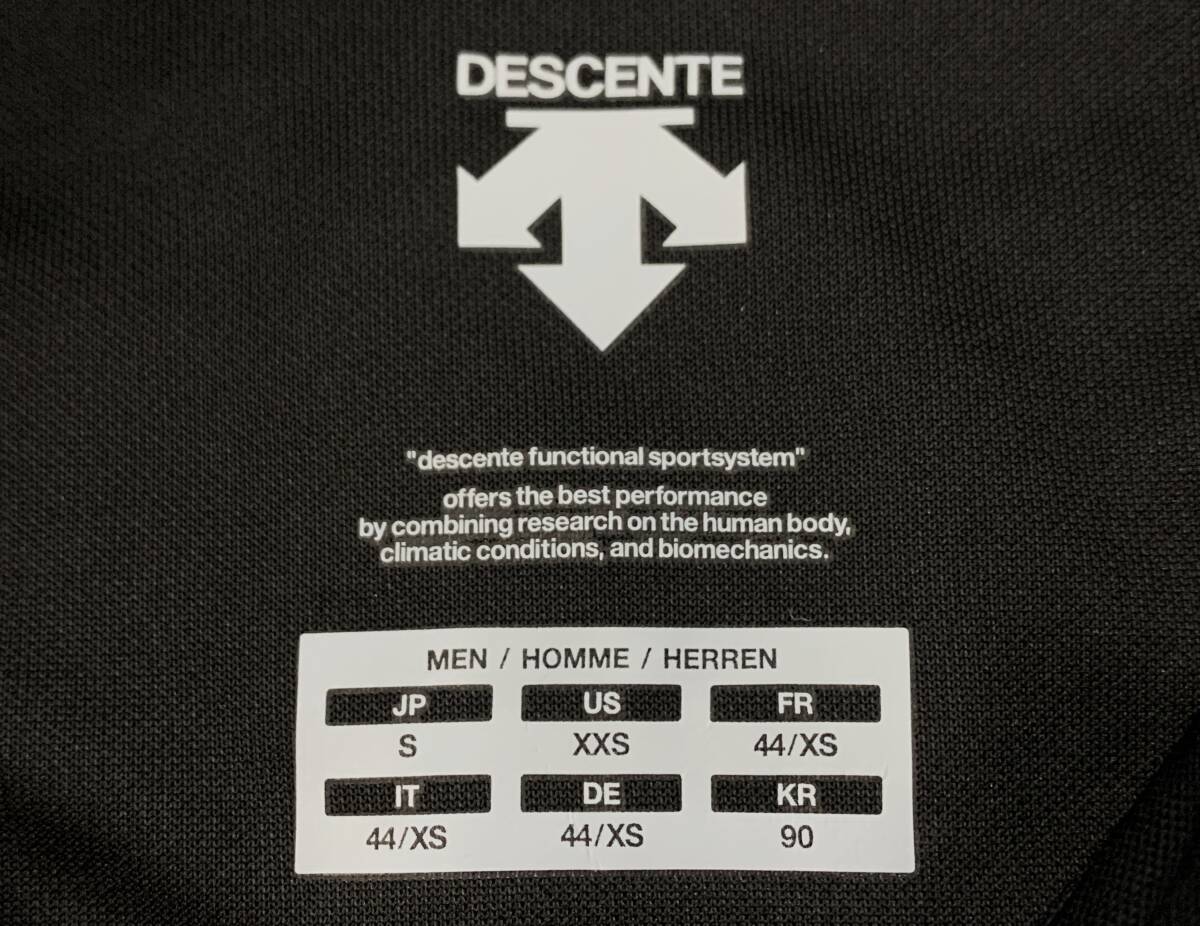 DESCENTE
"descente functional sportsystem"
offers the best performance
by combining research on the human body,
climatic conditions, and biomechanics.
MEN / HOMME / HERREN
JP US FR
S XXS 44/XS
IT DE KR
44/XS 44/XS 90